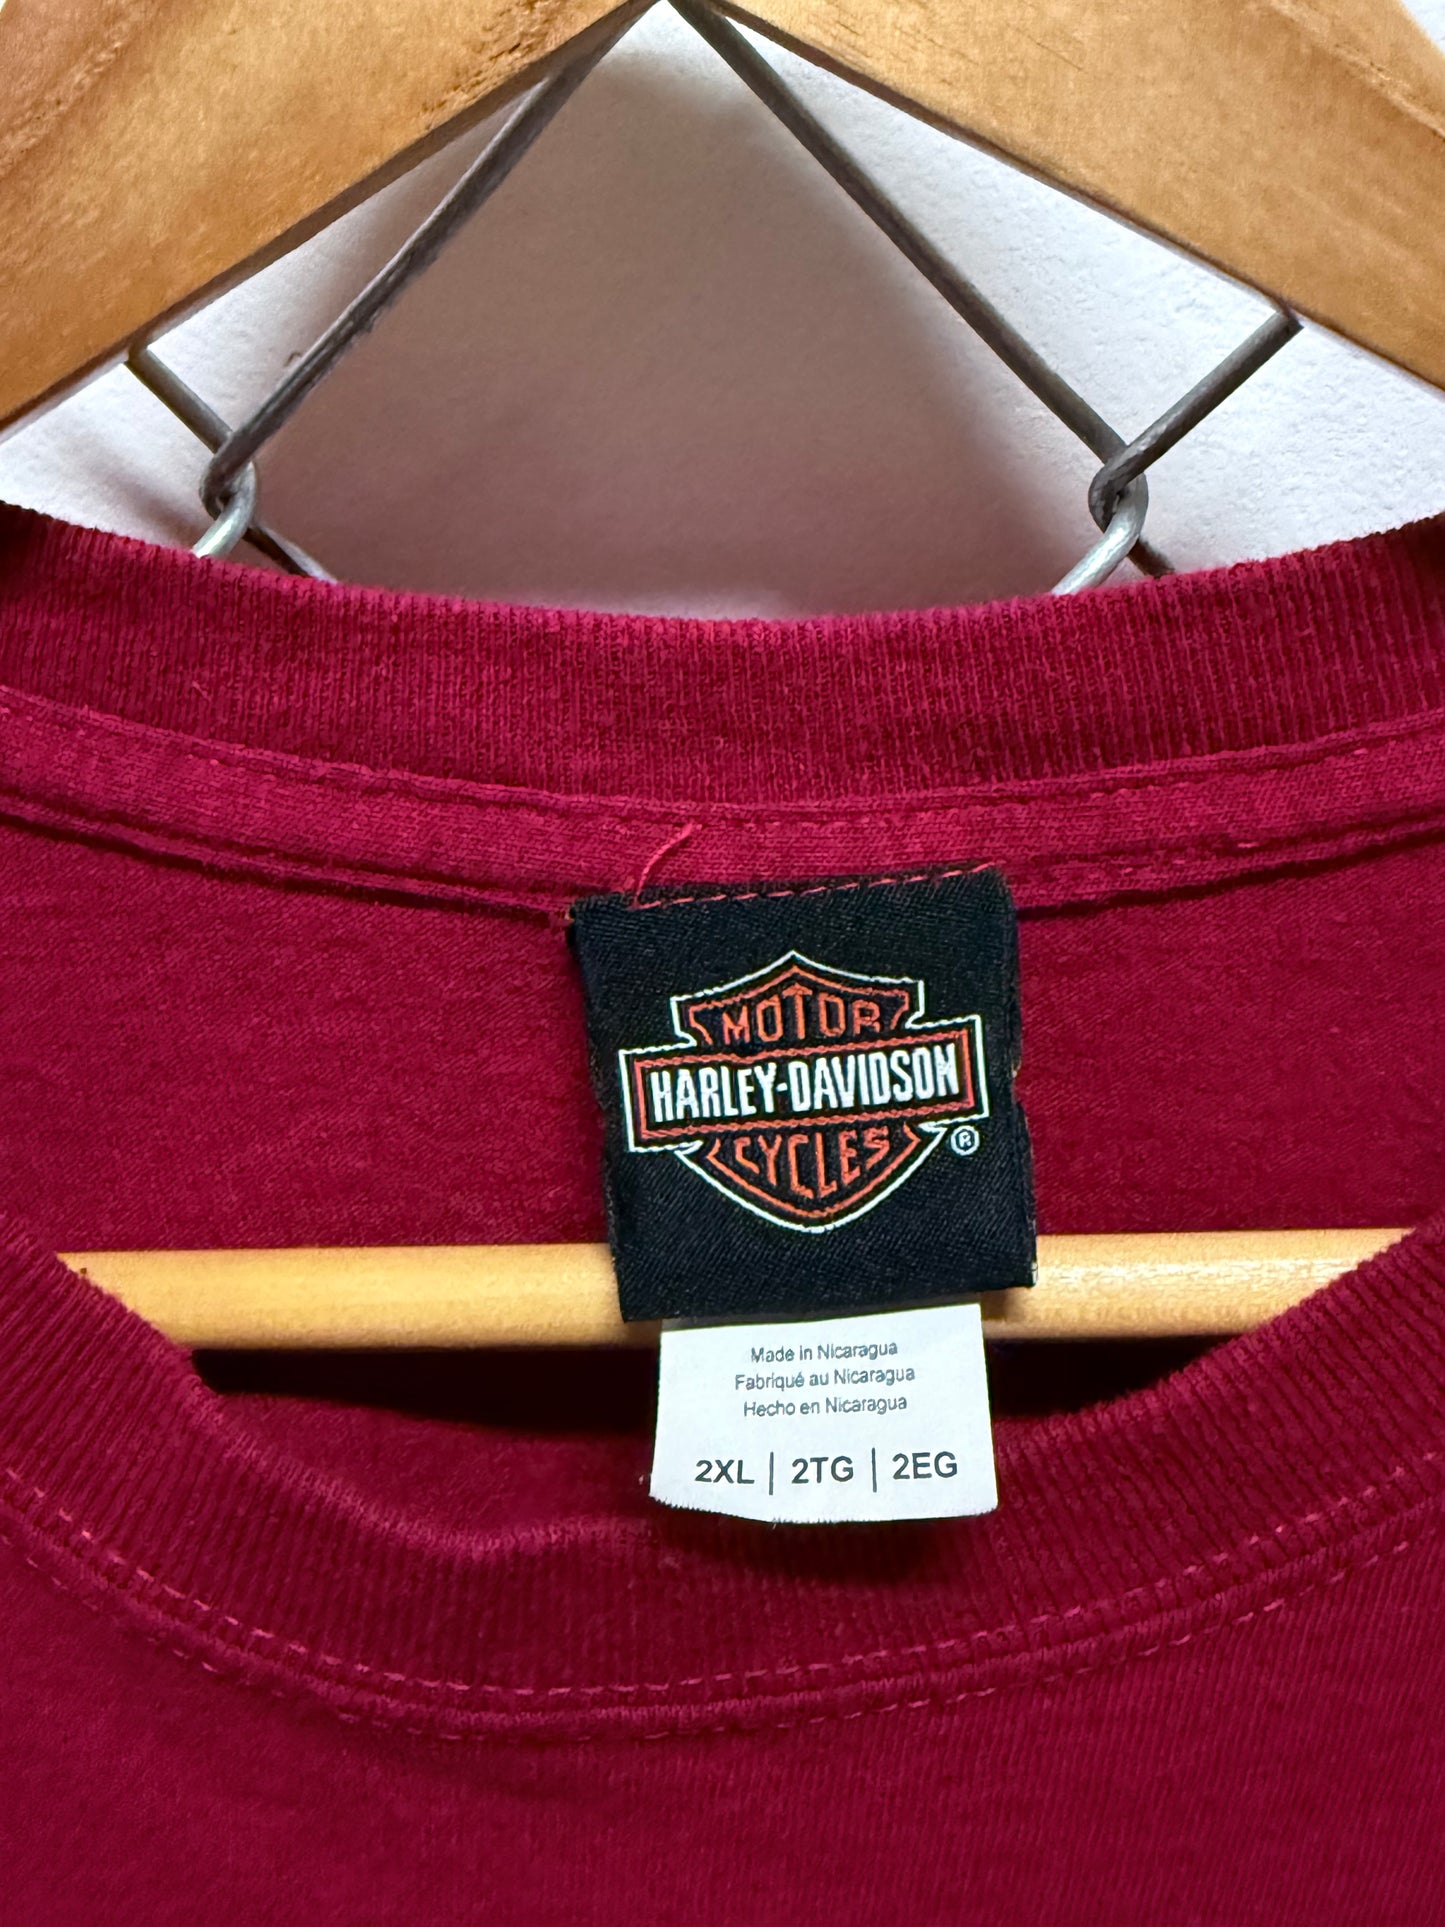 MOTOR
HARLEY-DAVIDSON
CYCLES
®
Made in Nicaragua
Fabriqué au Nicaragua
Hecho en Nicaragua
2XL | 2TG | 2EG